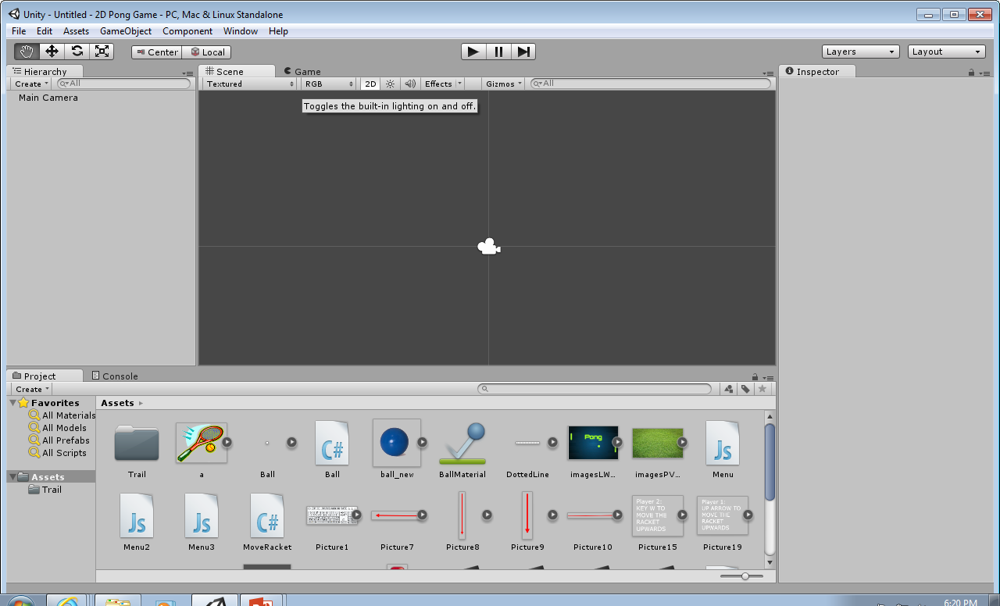 Unity - Untitled - 2D Pong Game - PC, Mac & Linux Standalone
File Edit Assets GameObject Component Window Help
Center Local Layers Layout
Hierarchy
Create All
Main Camera
Scene Game
Textured RGB 2D Effects Gizmos All
Toggles the built-in lighting on and off.
Inspector
Project Console
Create
Favorites
All Materials
All Models
All Prefabs
All Scripts
Assets
Trail
Assets
C# Pong Js
Trail a Ball Ball ball_new BallMaterial DottedLine imagesLW... imagesPV... Menu
Js Js C#
Player 2:
KEY W TO
MOVE THE
RACKET
UPWARDS
Player 1:
UP ARROW TO
MOVE THE
RACKET
UPWARDS
Menu2 Menu3 MoveRacket Picture1 Picture7 Picture8 Picture9 Picture10 Picture15 Picture19
6:20 PM